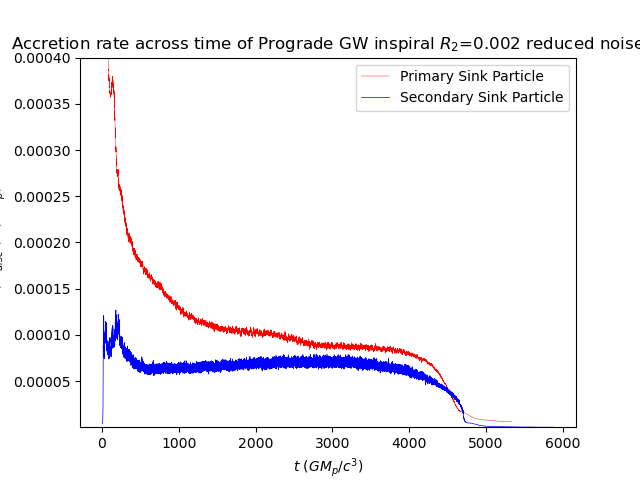 Accretion rate across time of Prograde GW inspiral R₂=0.002 reduced noise
Primary Sink Particle
Secondary Sink Particle
0.00040
0.00035
0.00030
0.00025
0.00020
0.00015
0.00010
0.00005
0 1000 2000 3000 4000 5000 6000
t (GMₚ/c³)